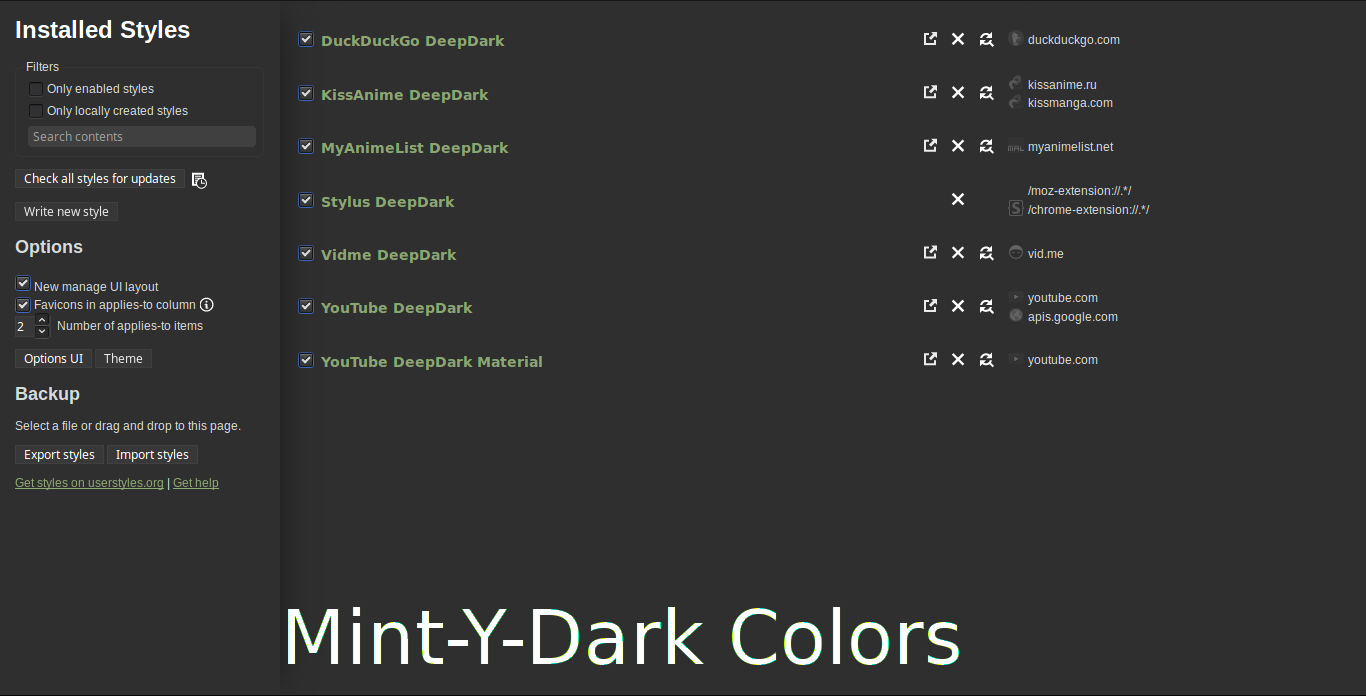 Installed Styles
Filters
Only enabled styles
Only locally created styles
Search contents
Check all styles for updates
Write new style
Options
New manage UI layout
Favicons in applies-to column
2 Number of applies-to items
Options UI Theme
Backup
Select a file or drag and drop to this page.
Export styles Import styles
Get styles on userstyles.org | Get help
DuckDuckGo DeepDark duckduckgo.com
KissAnime DeepDark kissanime.ru
kissmanga.com
MyAnimeList DeepDark MAL myanimelist.net
Stylus DeepDark /moz-extension://.*/
S /chrome-extension://.*/
Vidme DeepDark vid.me
YouTube DeepDark youtube.com
apis.google.com
YouTube DeepDark Material youtube.com
Mint-Y-Dark Colors